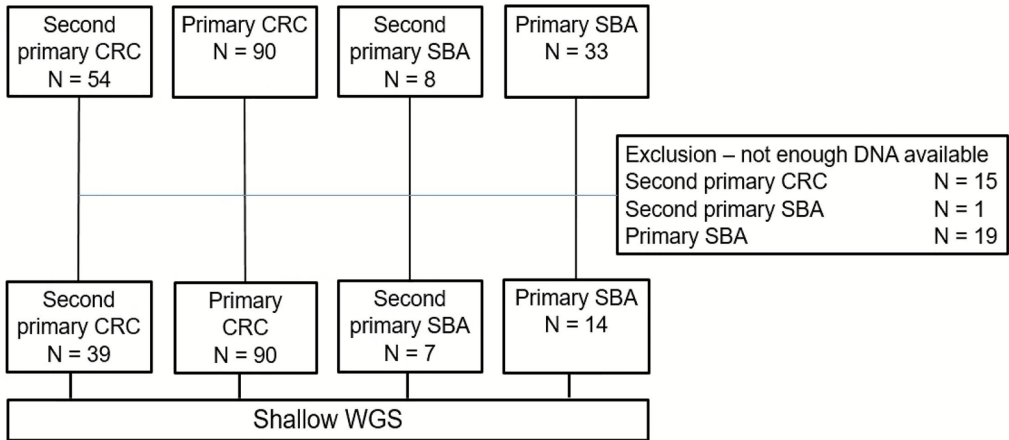 Second
primary CRC
N = 54
Primary CRC
N = 90
Second
primary SBA
N = 8
Primary SBA
N = 33
Exclusion – not enough DNA available
Second primary CRC N = 15
Second primary SBA N = 1
Primary SBA N = 19
Second
primary CRC
N = 39
Primary
CRC
N = 90
Second
primary SBA
N = 7
Primary SBA
N = 14
Shallow WGS